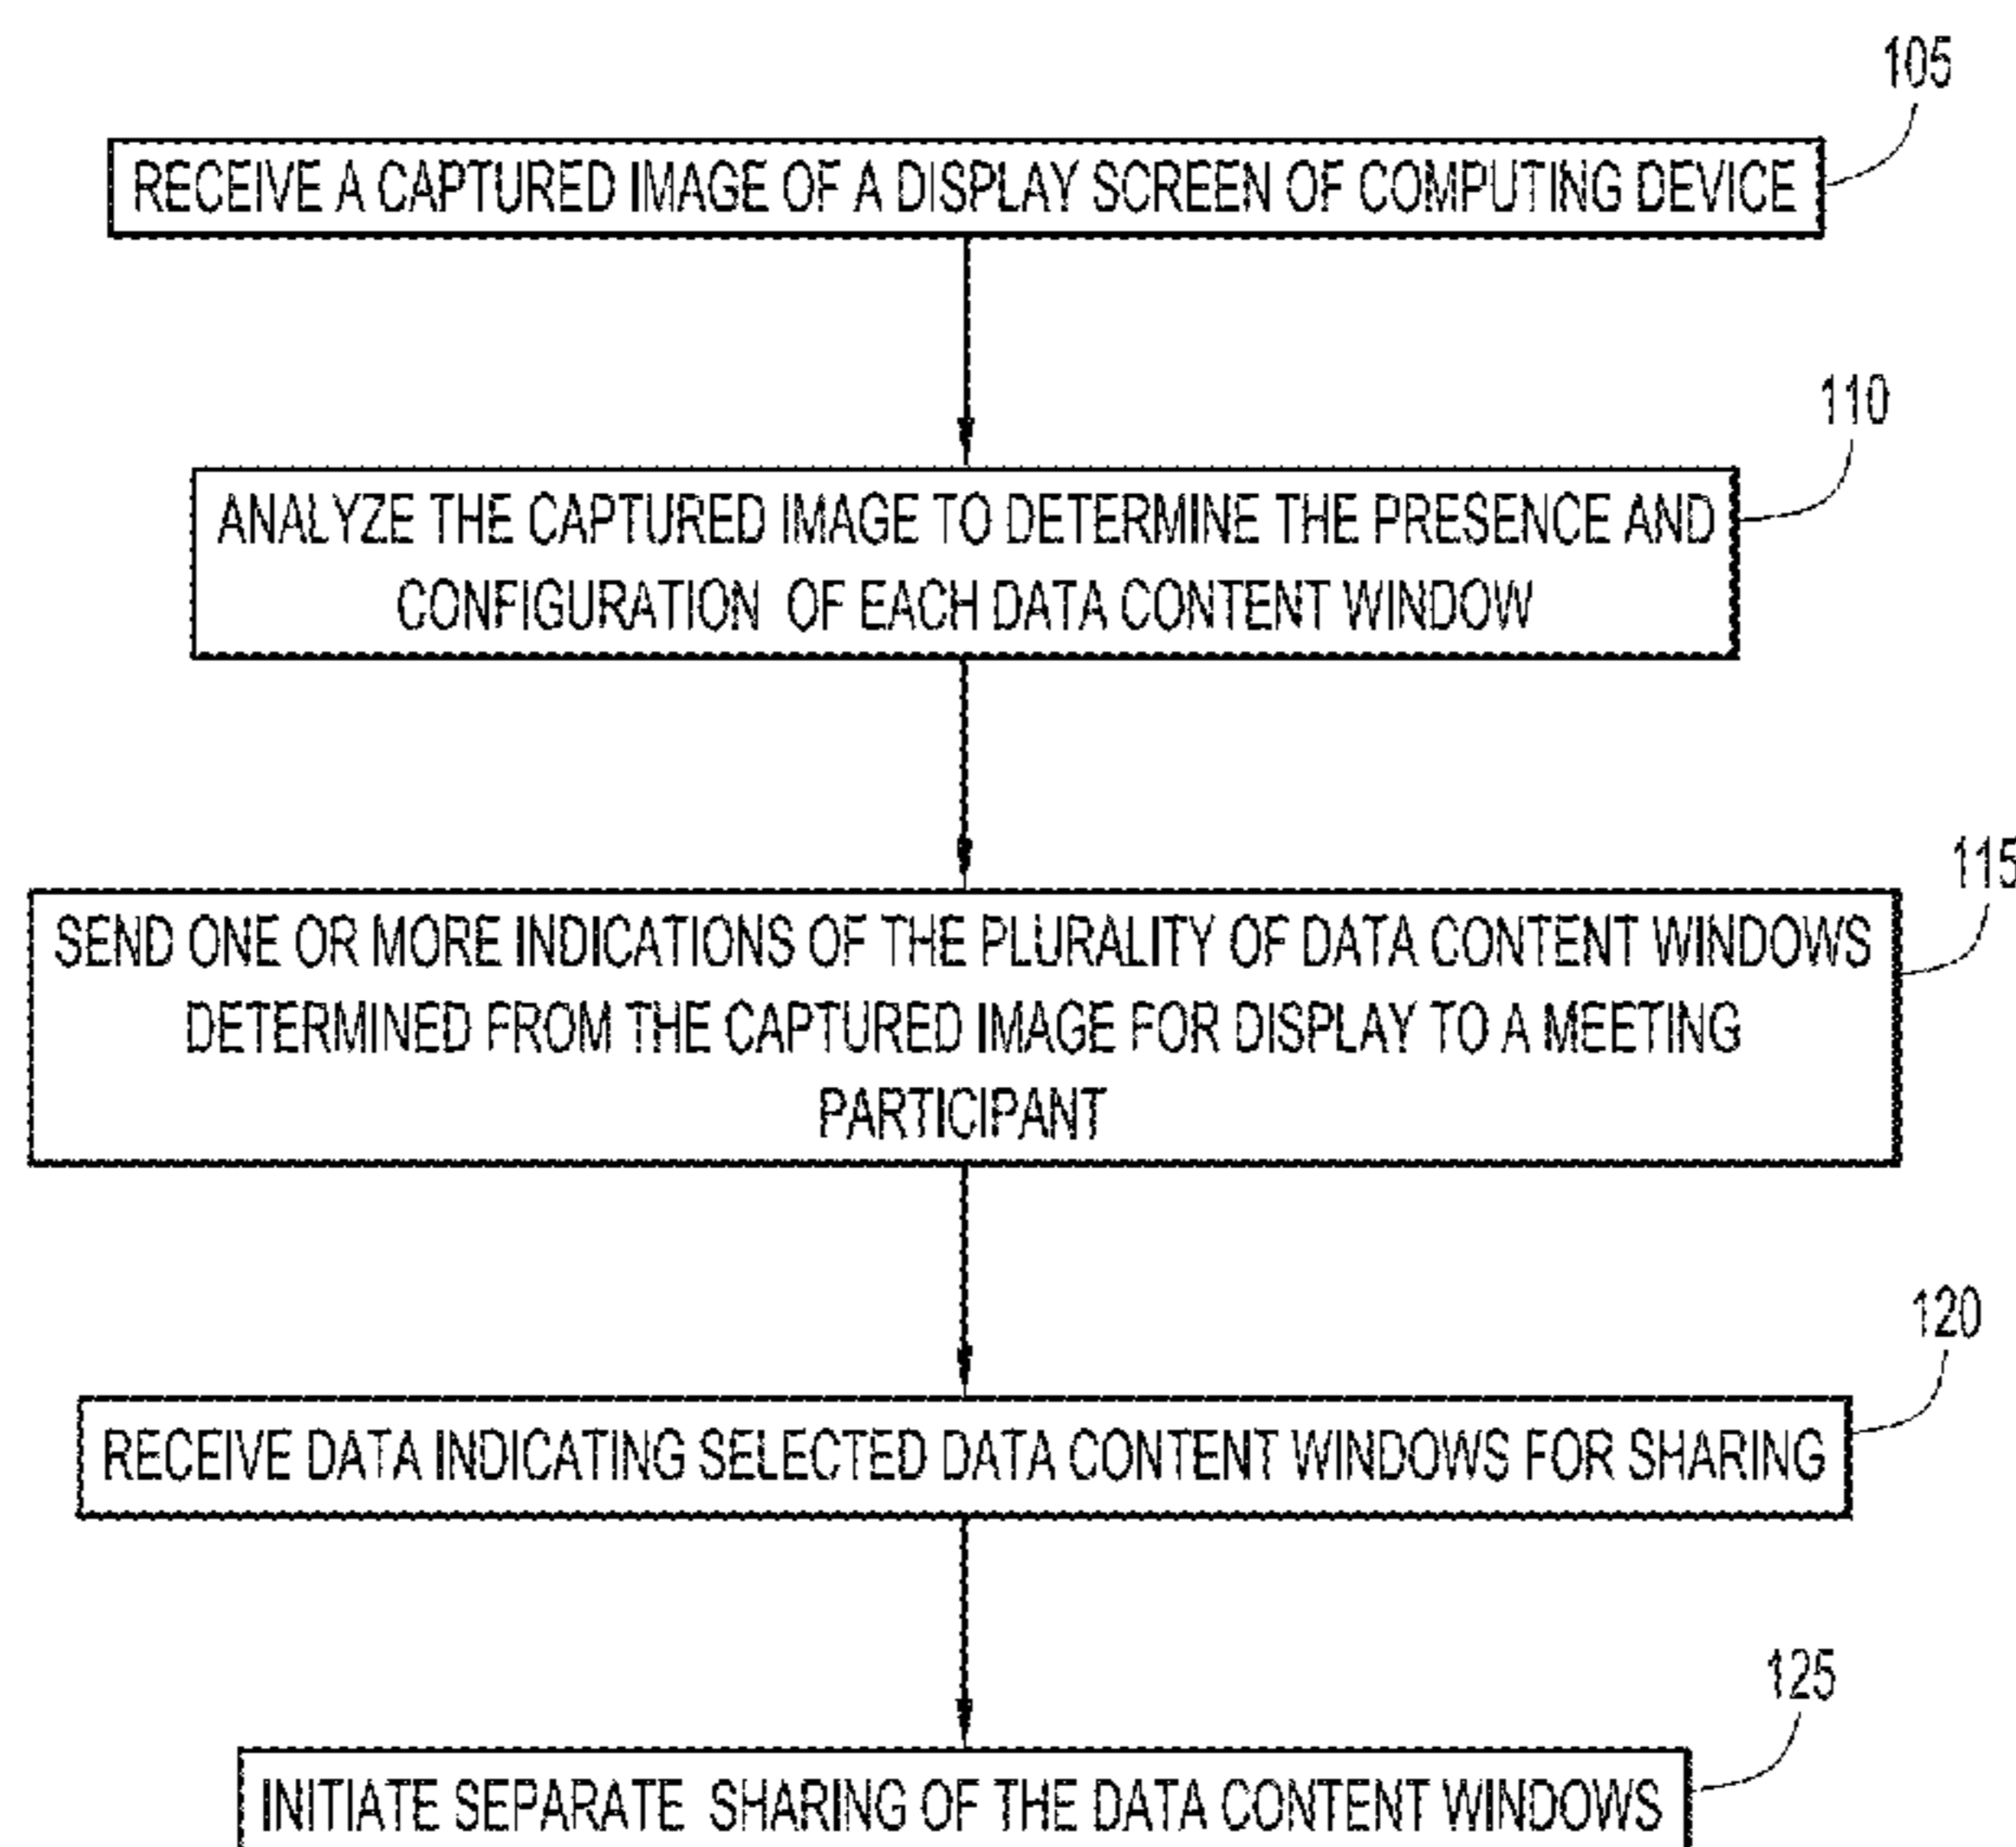 105
RECEIVE A CAPTURED IMAGE OF A DISPLAY SCREEN OF COMPUTING DEVICE
110
ANALYZE THE CAPTURED IMAGE TO DETERMINE THE PRESENCE AND
CONFIGURATION OF EACH DATA CONTENT WINDOW
115
SEND ONE OR MORE INDICATIONS OF THE PLURALITY OF DATA CONTENT WINDOWS
DETERMINED FROM THE CAPTURED IMAGE FOR DISPLAY TO A MEETING
PARTICIPANT
120
RECEIVE DATA INDICATING SELECTED DATA CONTENT WINDOWS FOR SHARING
125
INITIATE SEPARATE SHARING OF THE DATA CONTENT WINDOWS